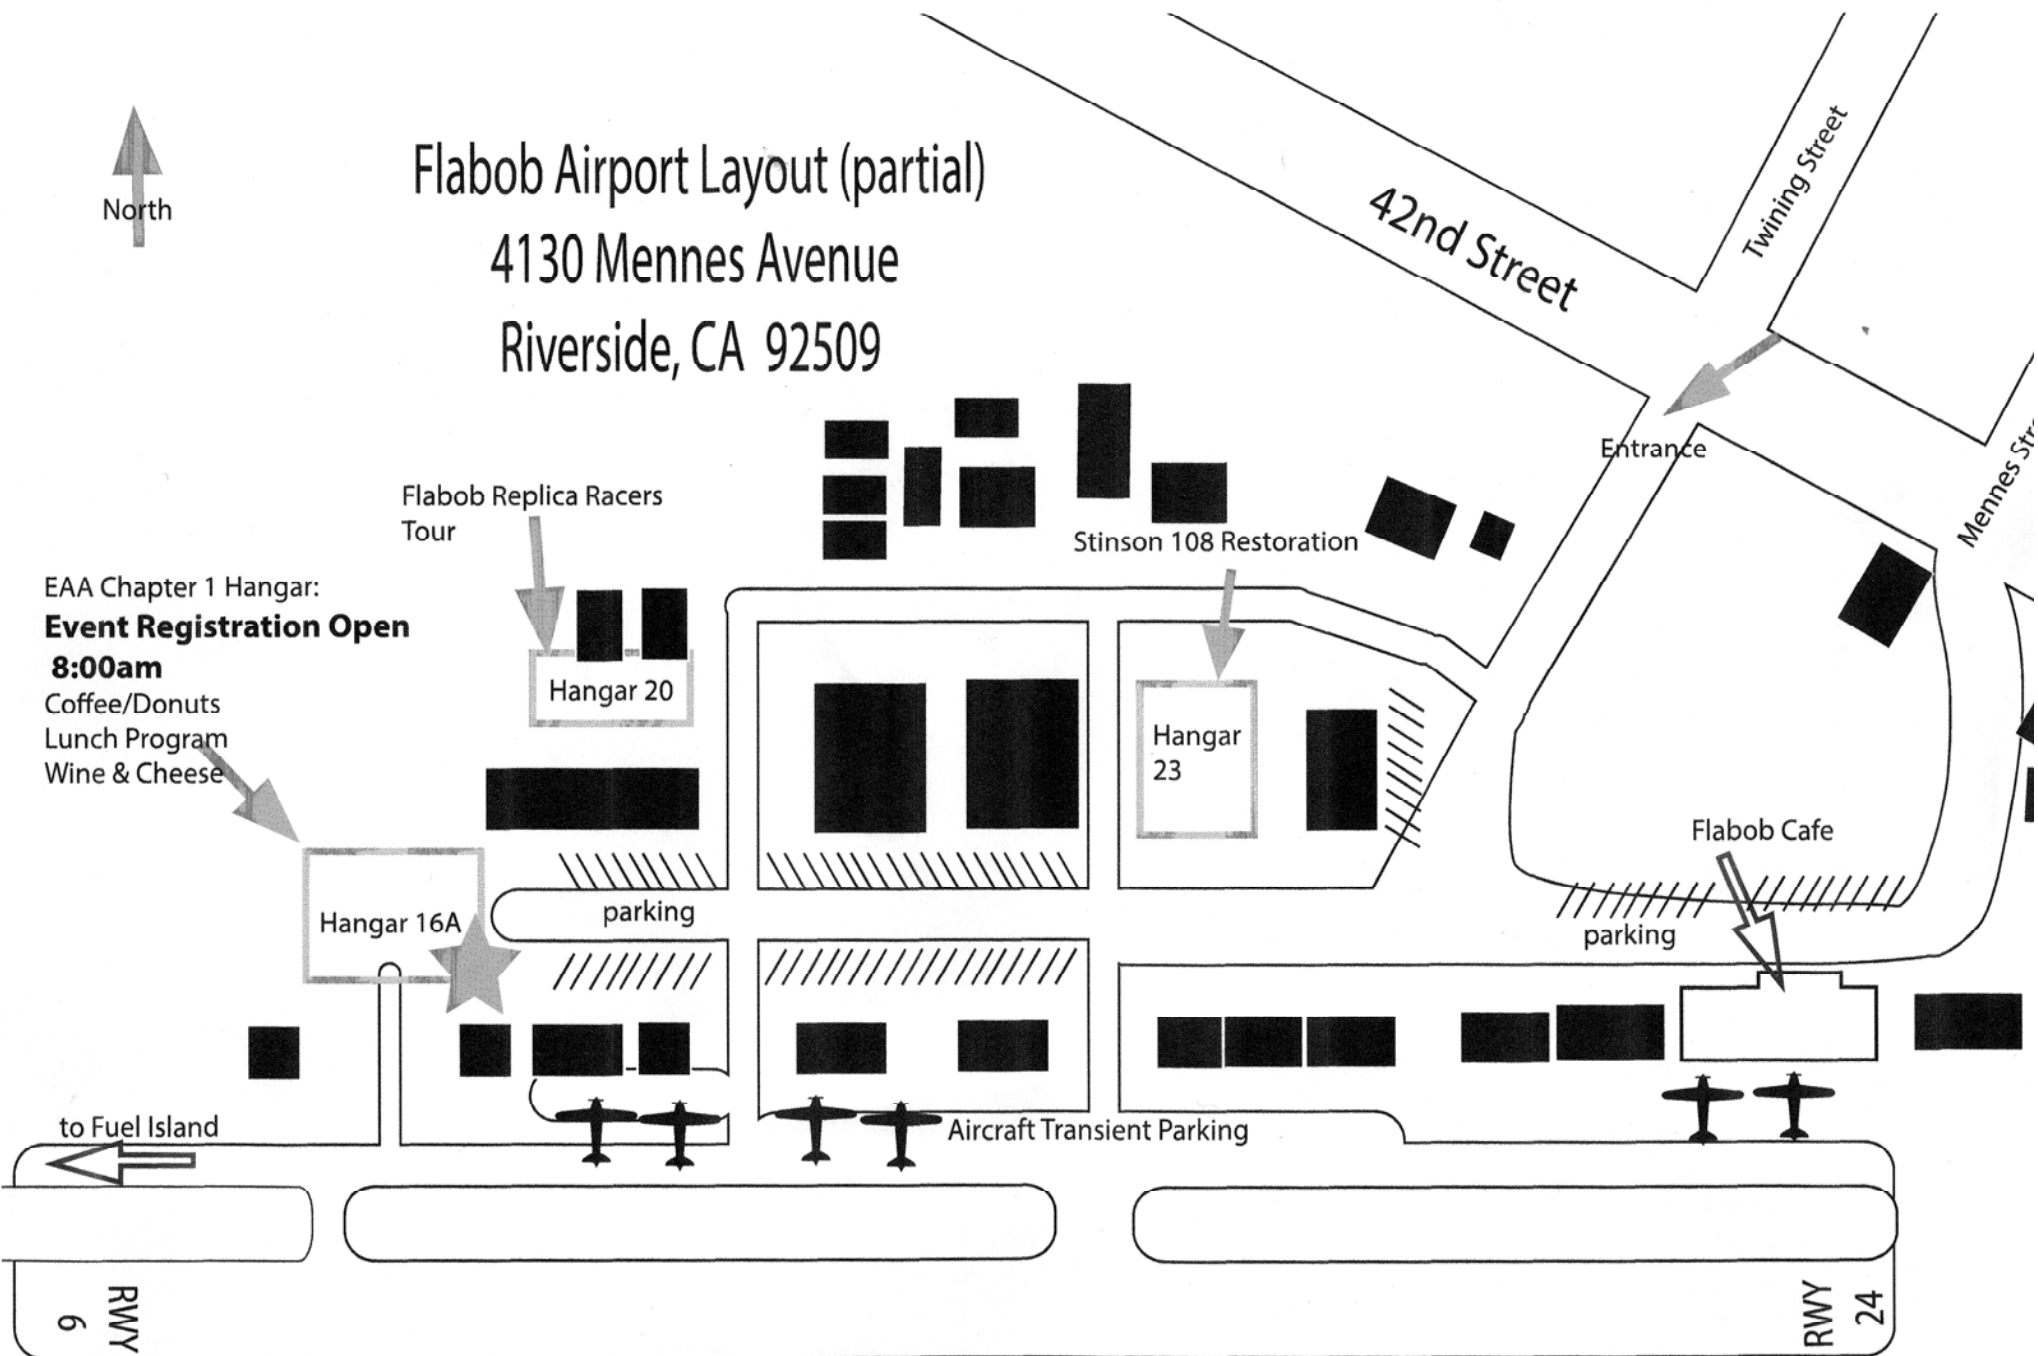 Flabob Airport Layout (partial)
4130 Mennes Avenue
Riverside, CA 92509
North
42nd Street
Twining Street
Entrance
Mennes
Flabob Replica Racers
Tour
Stinson 108 Restoration
EAA Chapter 1 Hangar:
Event Registration Open
8:00am
Coffee/Donuts
Lunch Program
Wine & Cheese
Hangar 20
Hangar
23
Flabob Cafe
Hangar 16A
parking
parking
to Fuel Island
Aircraft Transient Parking
RWY
6
RWY
24